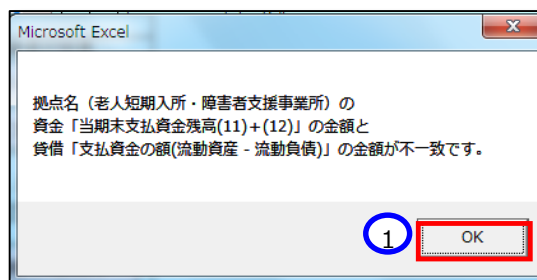 Microsoft Excel
x
拠点名（老人短期入所・障害者支援事業所）の
資金「当期末支払資金残高(11)+(12)」の金額と
貸借「支払資金の額(流動資産 - 流動負債)」の金額が不一致です。
1
OK